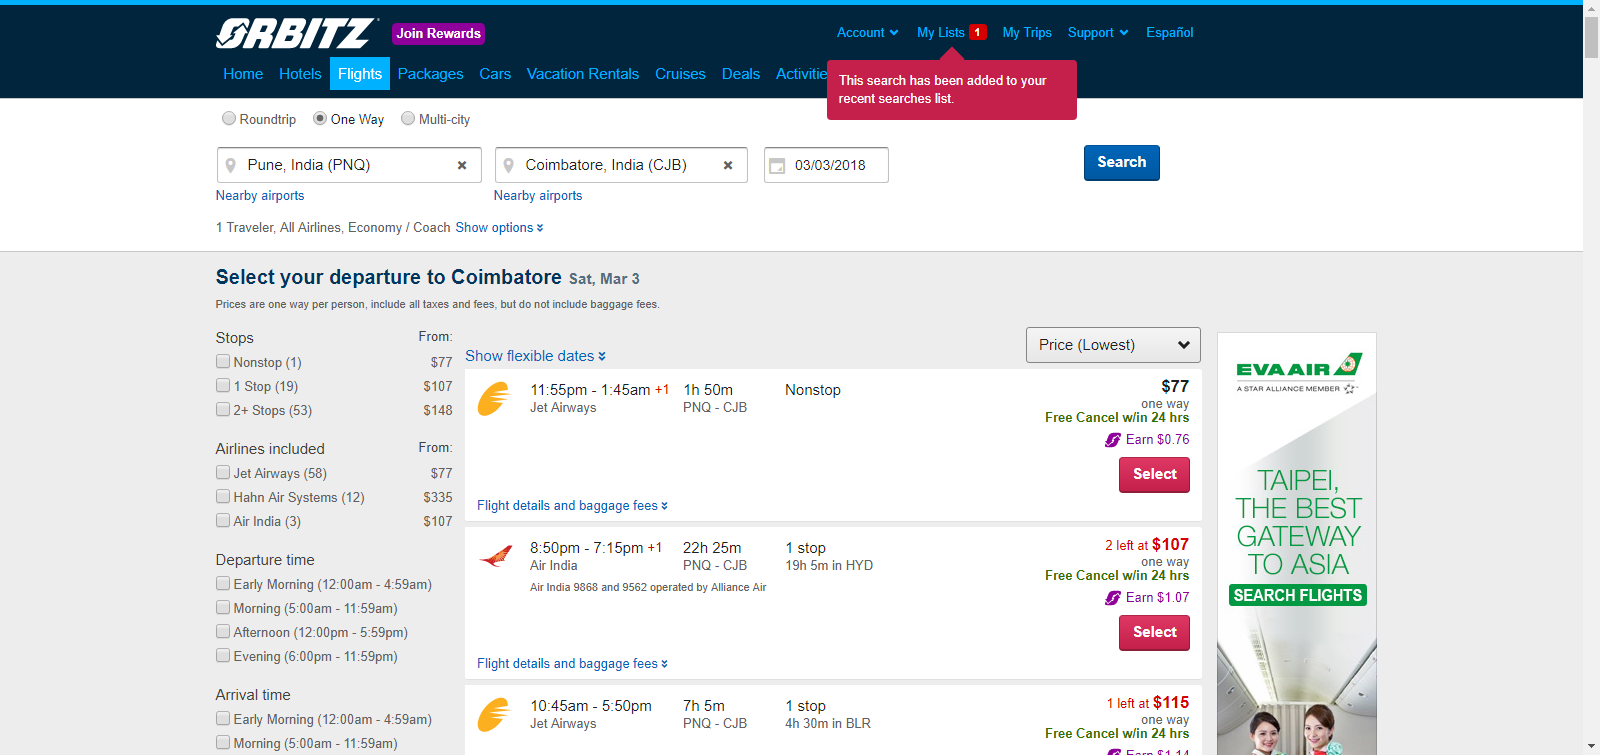 ORBITZ
Join Rewards
Account
My Lists 1
My Trips
Support
Español
Home
Hotels
Flights
Packages
Cars
Vacation Rentals
Cruises
Deals
Activitie
This search has been added to your
recent searches list.
Roundtrip
One Way
Multi-city
Pune, India (PNQ)
Coimbatore, India (CJB)
03/03/2018
Search
Nearby airports
Nearby airports
1 Traveler, All Airlines, Economy / Coach Show options
Select your departure to Coimbatore Sat, Mar 3
Prices are one way per person, include all taxes and fees, but do not include baggage fees.
Stops From:
Nonstop (1) $77
1 Stop (19) $107
2+ Stops (53) $148
Airlines included From:
Jet Airways (58) $77
Hahn Air Systems (12) $335
Air India (3) $107
Departure time
Early Morning (12:00am - 4:59am)
Morning (5:00am - 11:59am)
Afternoon (12:00pm - 5:59pm)
Evening (6:00pm - 11:59pm)
Arrival time
Early Morning (12:00am - 4:59am)
Morning (5:00am - 11:59am)
Show flexible dates
Price (Lowest)
11:55pm - 1:45am +1 1h 50m Nonstop $77
Jet Airways PNQ - CJB one way
Free Cancel w/in 24 hrs
Earn $0.76
Select
Flight details and baggage fees
8:50pm - 7:15pm +1 22h 25m 1 stop 2 left at $107
Air India PNQ - CJB 19h 5m in HYD one way
Free Cancel w/in 24 hrs
Air India 9868 and 9562 operated by Alliance Air
Earn $1.07
Select
Flight details and baggage fees
10:45am - 5:50pm 7h 5m 1 stop 1 left at $115
Jet Airways PNQ - CJB 4h 30m in BLR one way
Free Cancel w/in 24 hrs
Earn $1.14
EVA AIR
A STAR ALLIANCE MEMBER
TAIPEI,
THE BEST
GATEWAY
TO ASIA
SEARCH FLIGHTS